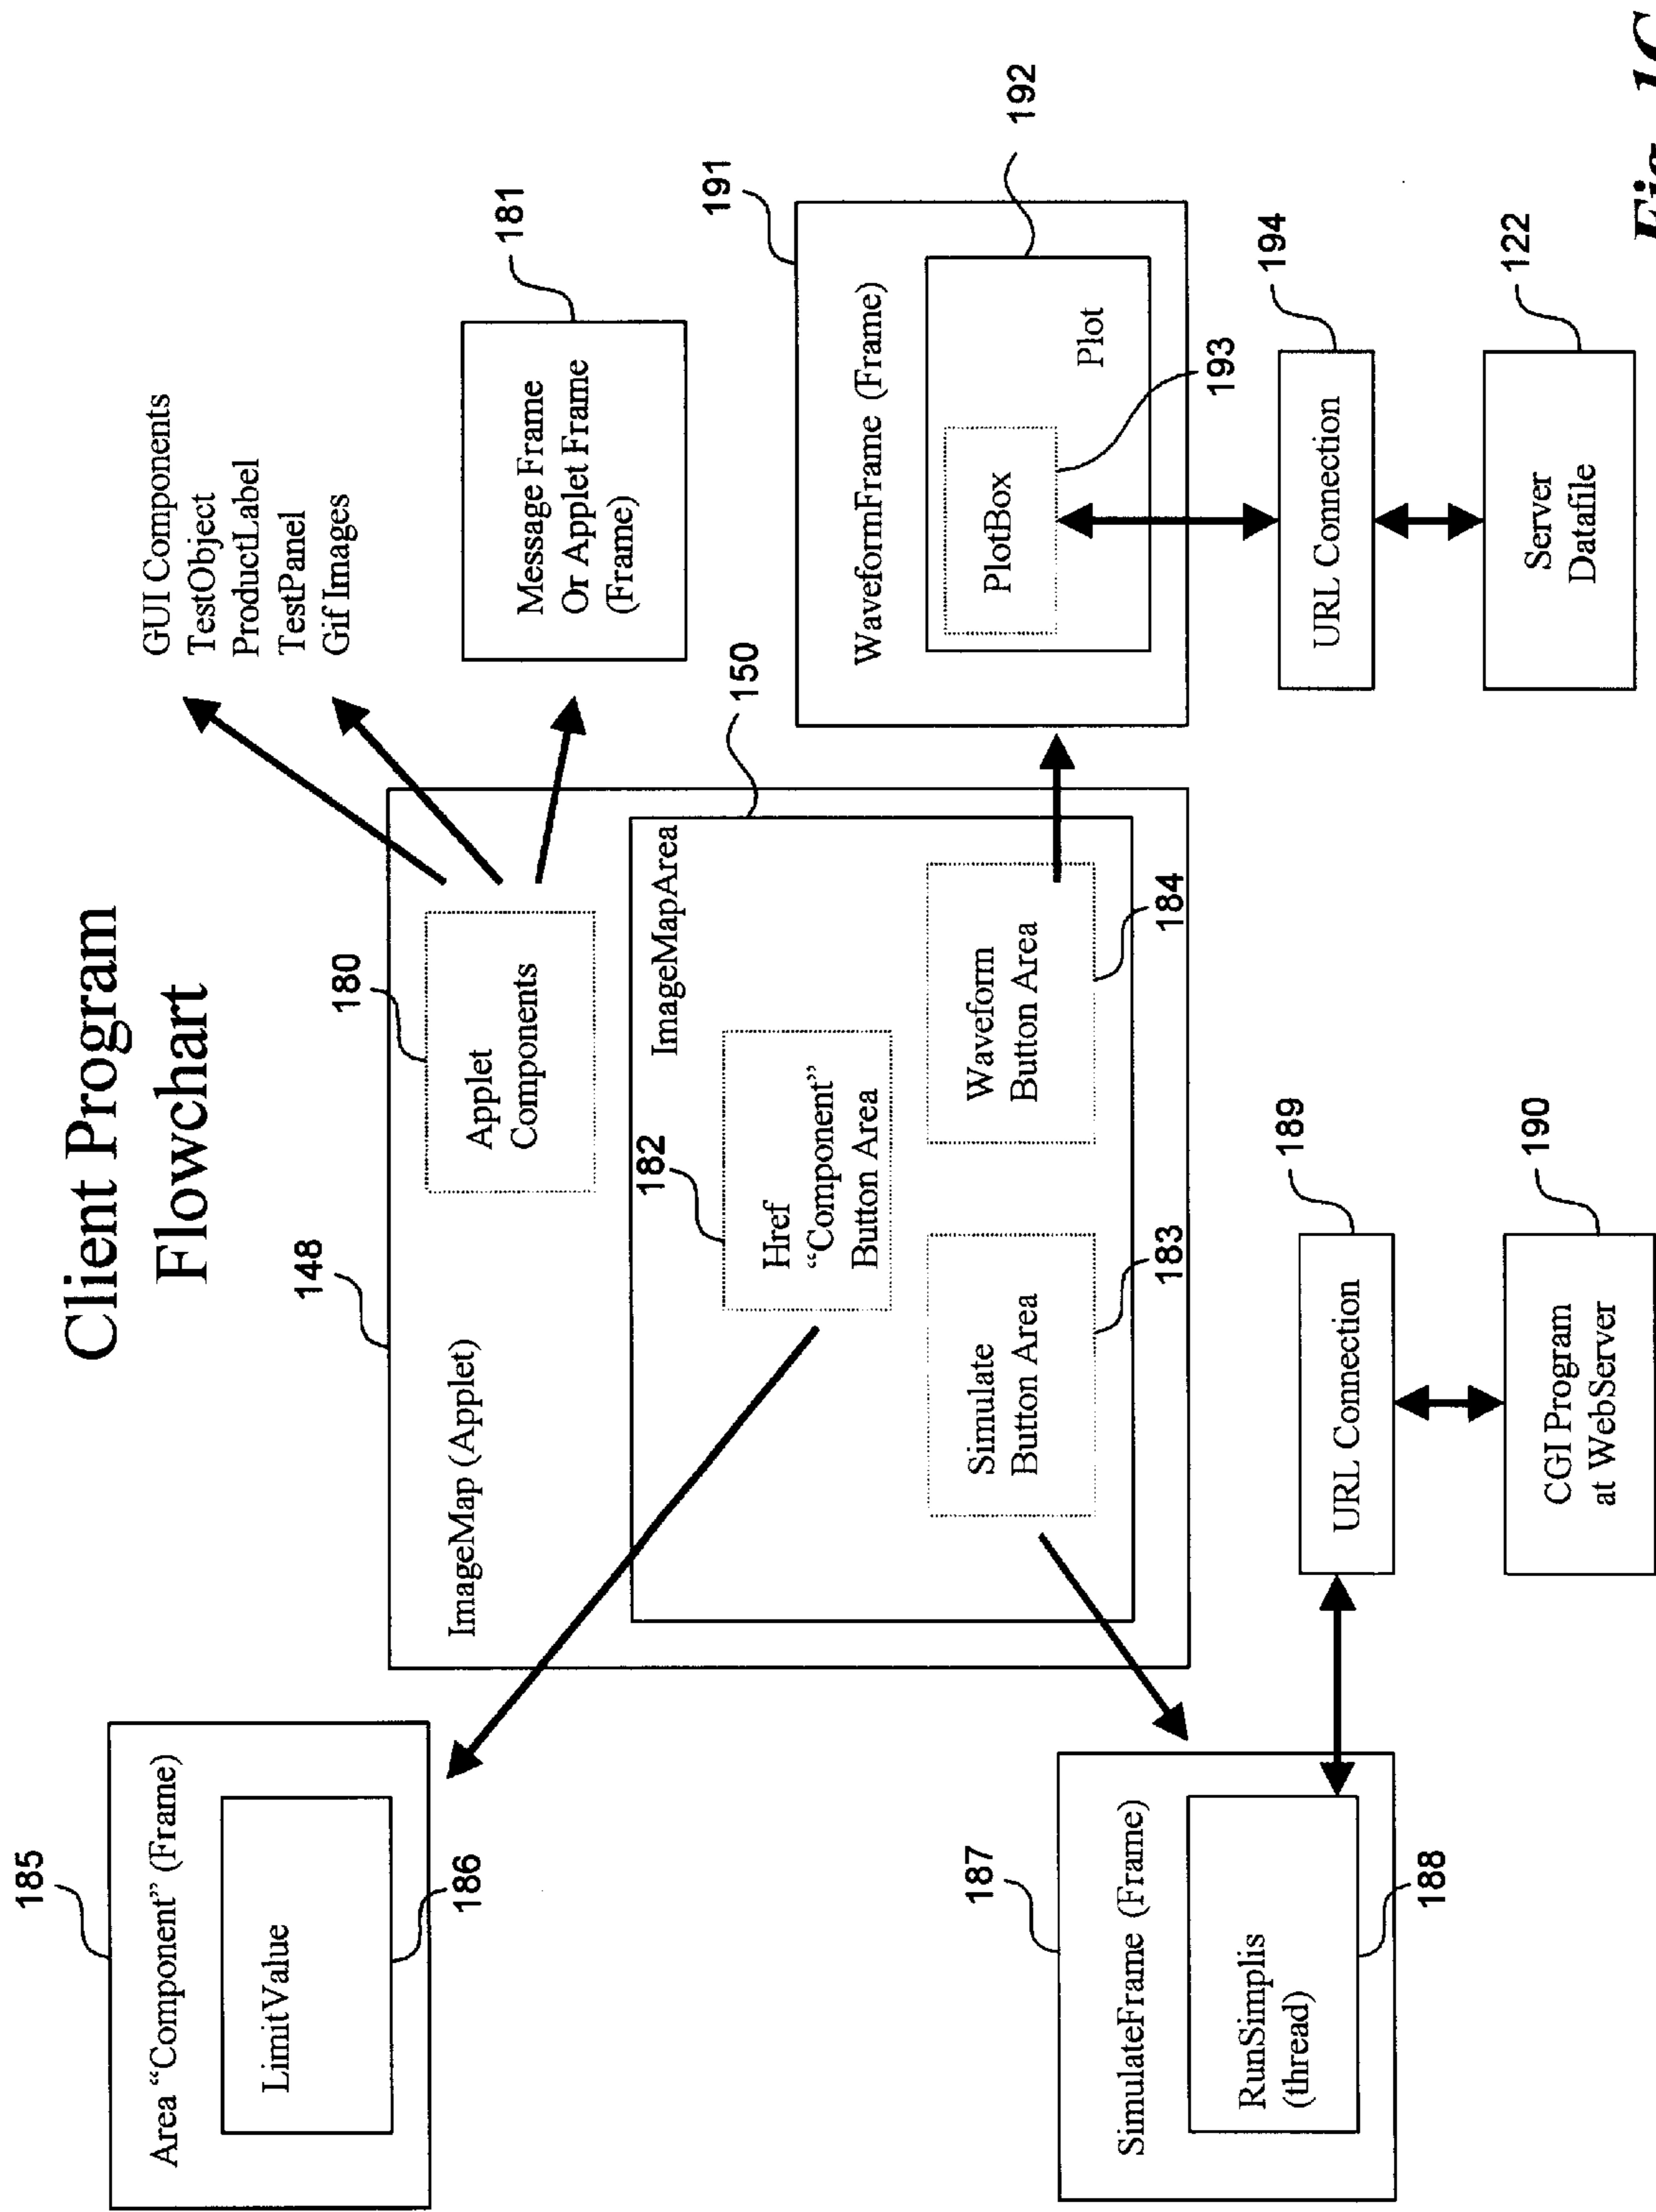 Client Program
Flowchart
185
Area “Component” (Frame)
LimitValue
186
148
ImageMap (Applet)
180
Applet
Components
GUI Components
TestObject
ProductLabel
TestPanel
Gif Images
181
Message Frame
Or Applet Frame
(Frame)
150
ImageMapArea
182
Href
“Component”
Button Area
Simulate
Button Area
183
Waveform
Button Area
184
191
WaveformFrame (Frame)
192
PlotBox
Plot
193
187
SimulateFrame (Frame)
RunSimplis
(thread)
188
189
URL Connection
190
CGI Program
at WebServer
194
URL Connection
122
Server
Datafile
Fig. 1C